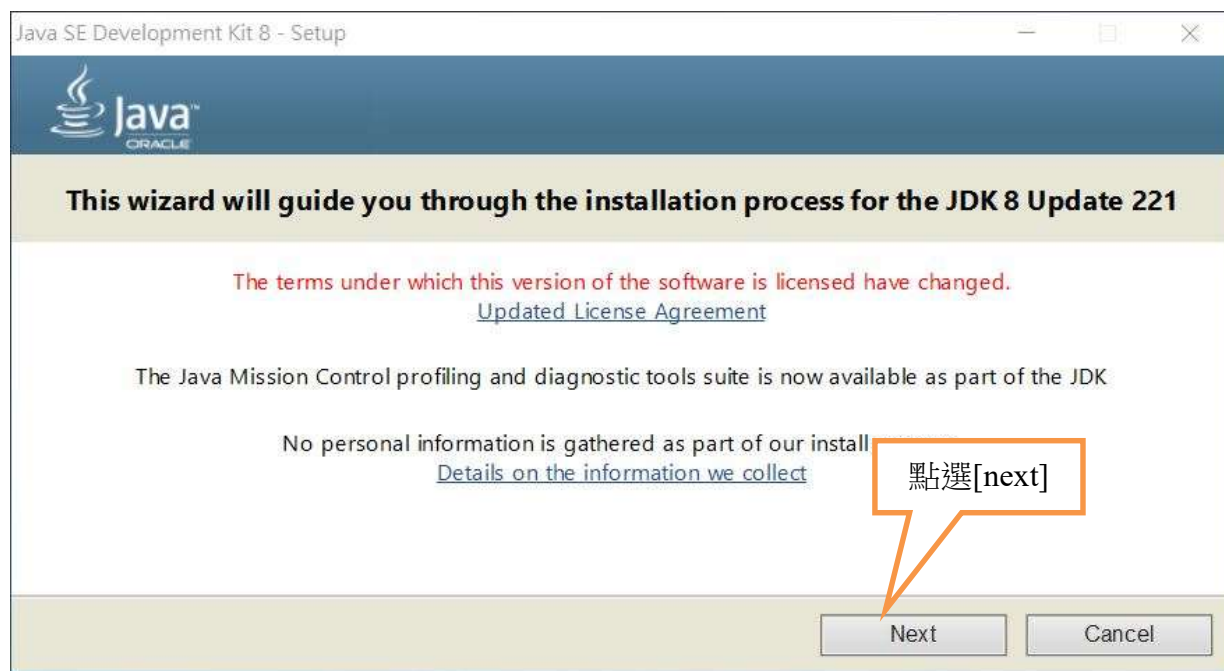 Java SE Development Kit 8 - Setup
Java™
ORACLE
This wizard will guide you through the installation process for the JDK 8 Update 221
The terms under which this version of the software is licensed have changed.
Updated License Agreement
The Java Mission Control profiling and diagnostic tools suite is now available as part of the JDK
No personal information is gathered as part of our install
Details on the information we collect
點選[next]
Next
Cancel